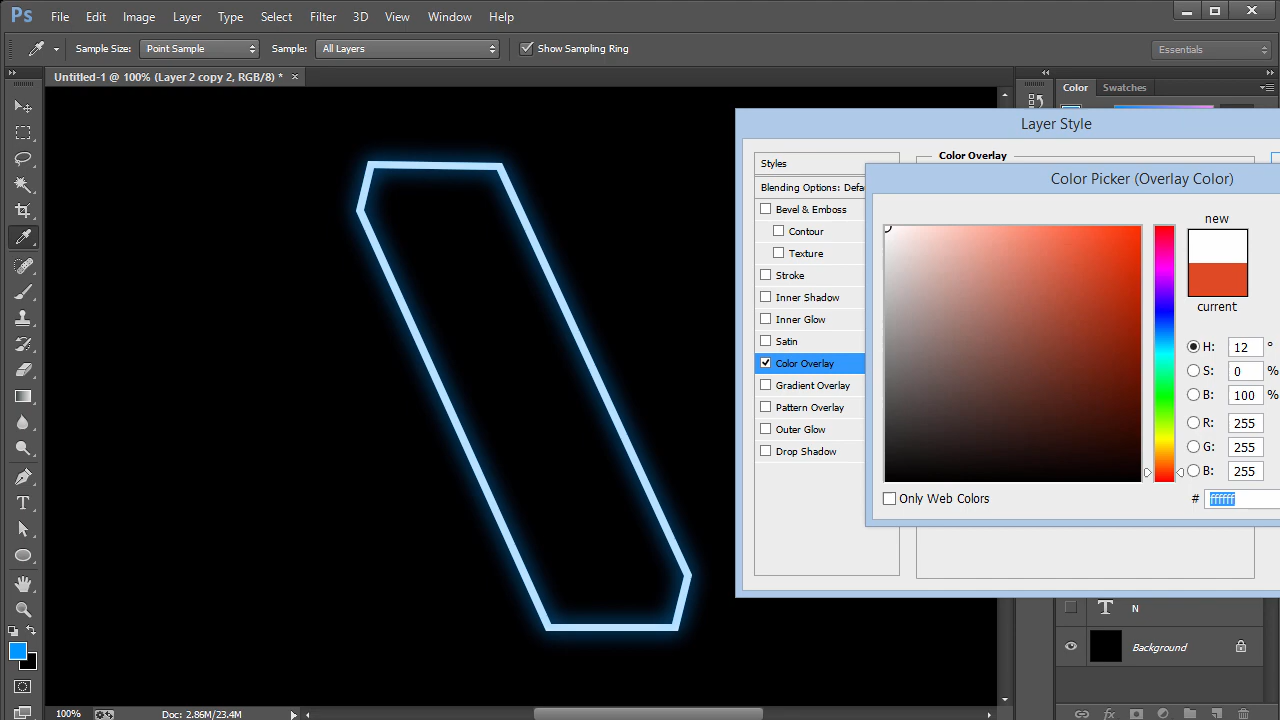 Ps File Edit Image Layer Type Select Filter 3D View Window Help
Sample Size: Point Sample Sample: All Layers Show Sampling Ring Essentials
Untitled-1 @ 100% (Layer 2 copy 2, RGB/8) * × Color Swatches
Layer Style
Styles Color Overlay
Color Picker (Overlay Color)
Blending Options: Defa
Bevel & Emboss
Contour
Texture
Stroke
Inner Shadow
Inner Glow
Satin
Color Overlay
Gradient Overlay
Pattern Overlay
Outer Glow
Drop Shadow
new
current
H: 12 °
S: 0 %
B: 100 %
R: 255
G: 255
B: 255
Only Web Colors # ffffff
T N
Background
T
fx
100% Doc: 2.86M/23.4M